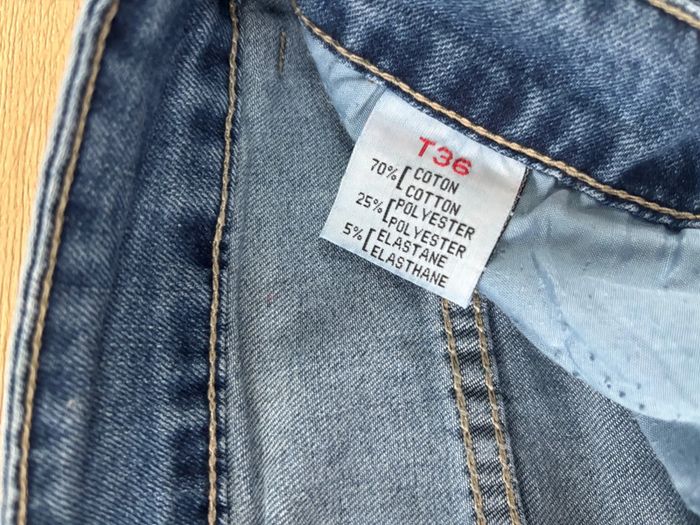 T36
70% COTON
COTTON
25% POLYESTER
POLYESTER
5% ELASTANE
ELASTHANE